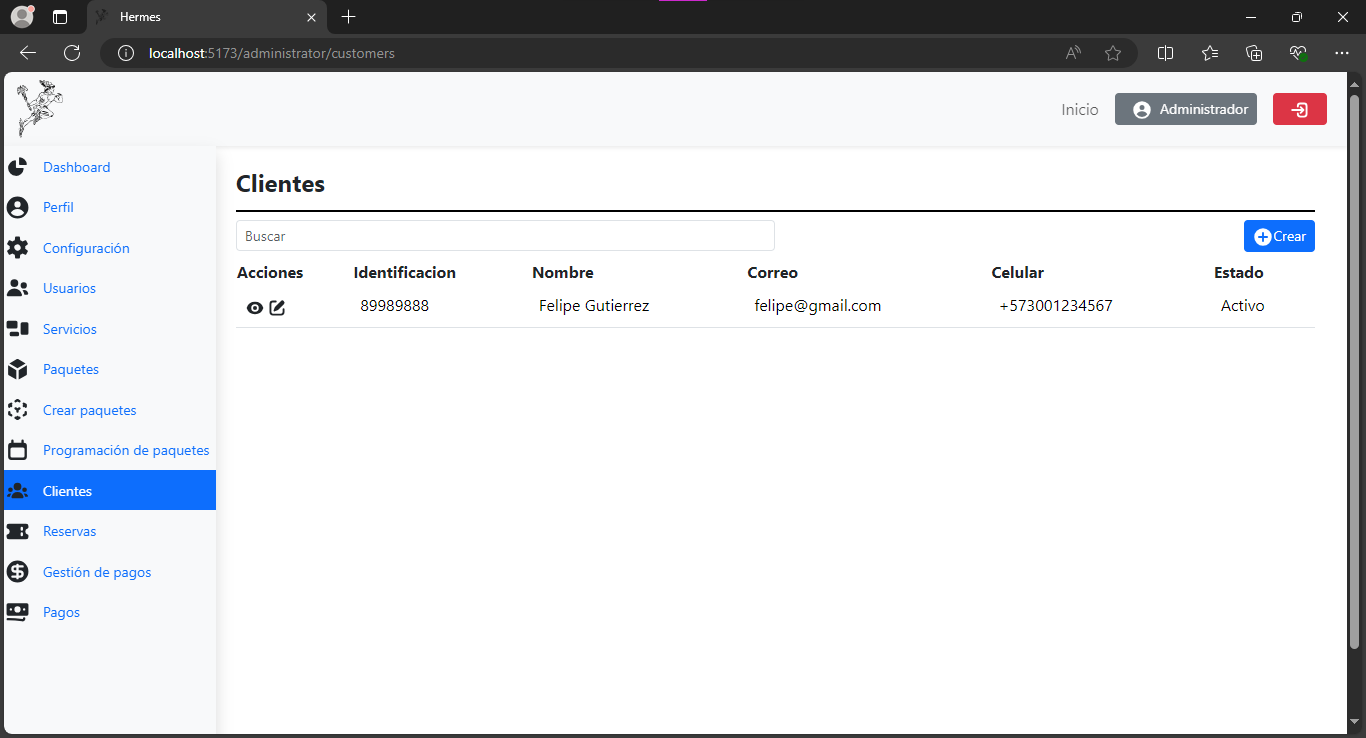 Hermes
localhost:5173/administrator/customers
Inicio Administrador
Dashboard
Perfil
Configuración
Usuarios
Servicios
Paquetes
Crear paquetes
Programación de paquetes
Clientes
Reservas
Gestión de pagos
Pagos
Clientes
Buscar Crear
Acciones Identificacion Nombre Correo Celular Estado
89989888 Felipe Gutierrez felipe@gmail.com +573001234567 Activo